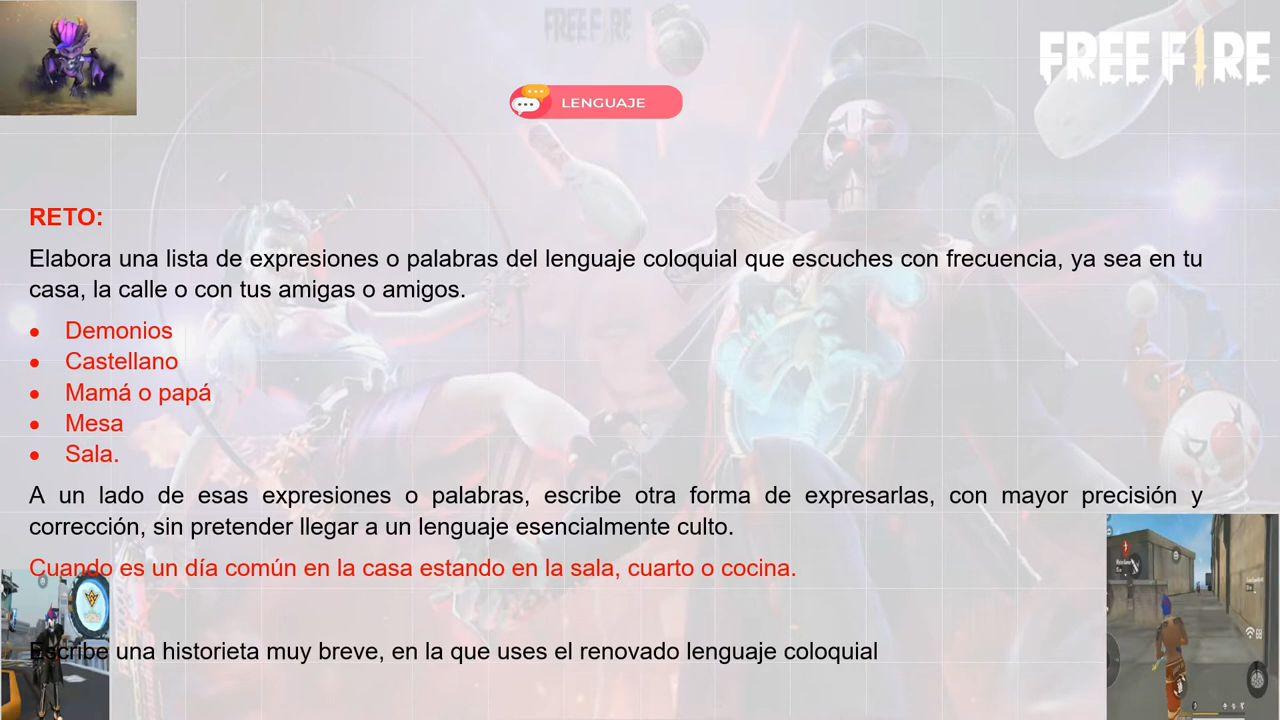 FREE FIRE
FREE FIRE
LENGUAJE
RETO:
Elabora una lista de expresiones o palabras del lenguaje coloquial que escuches con frecuencia, ya sea en tu
casa, la calle o con tus amigas o amigos.
• Demonios
• Castellano
• Mamá o papá
• Mesa
• Sala.
A un lado de esas expresiones o palabras, escribe otra forma de expresarlas, con mayor precisión y
corrección, sin pretender llegar a un lenguaje esencialmente culto.
Cuando es un día común en la casa estando en la sala, cuarto o cocina.
Escribe una historieta muy breve, en la que uses el renovado lenguaje coloquial